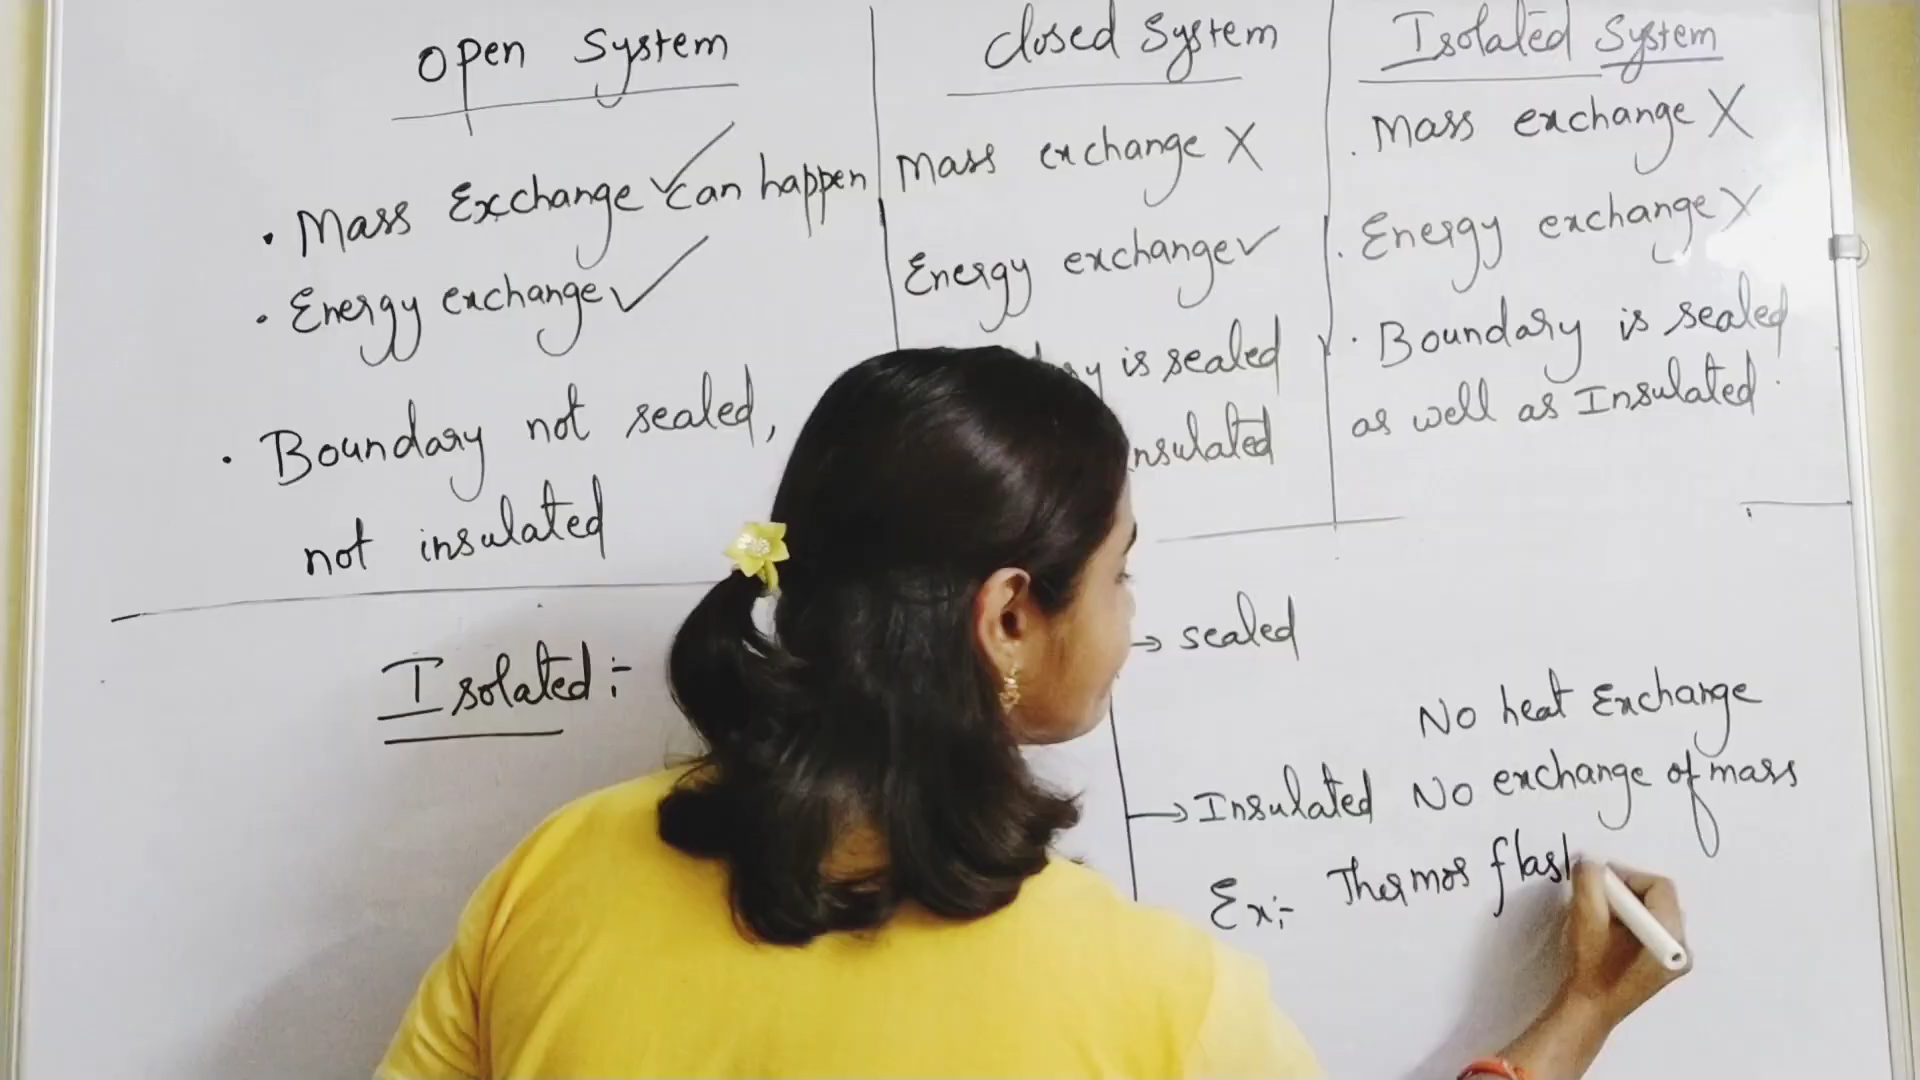 Open System
• Mass Exchange ✓ can happen
• Energy exchange ✓
• Boundary not sealed,
not insulated
Closed System
Mass exchange X
Energy exchange ✓
is sealed
Isolated System
. Mass exchange X
. Energy exchange X
. Boundary is sealed
as well as Insulated.
Isolated :-
→ sealed
No heat Exchange
→ Insulated No exchange of mass
Ex:- Thermos flas